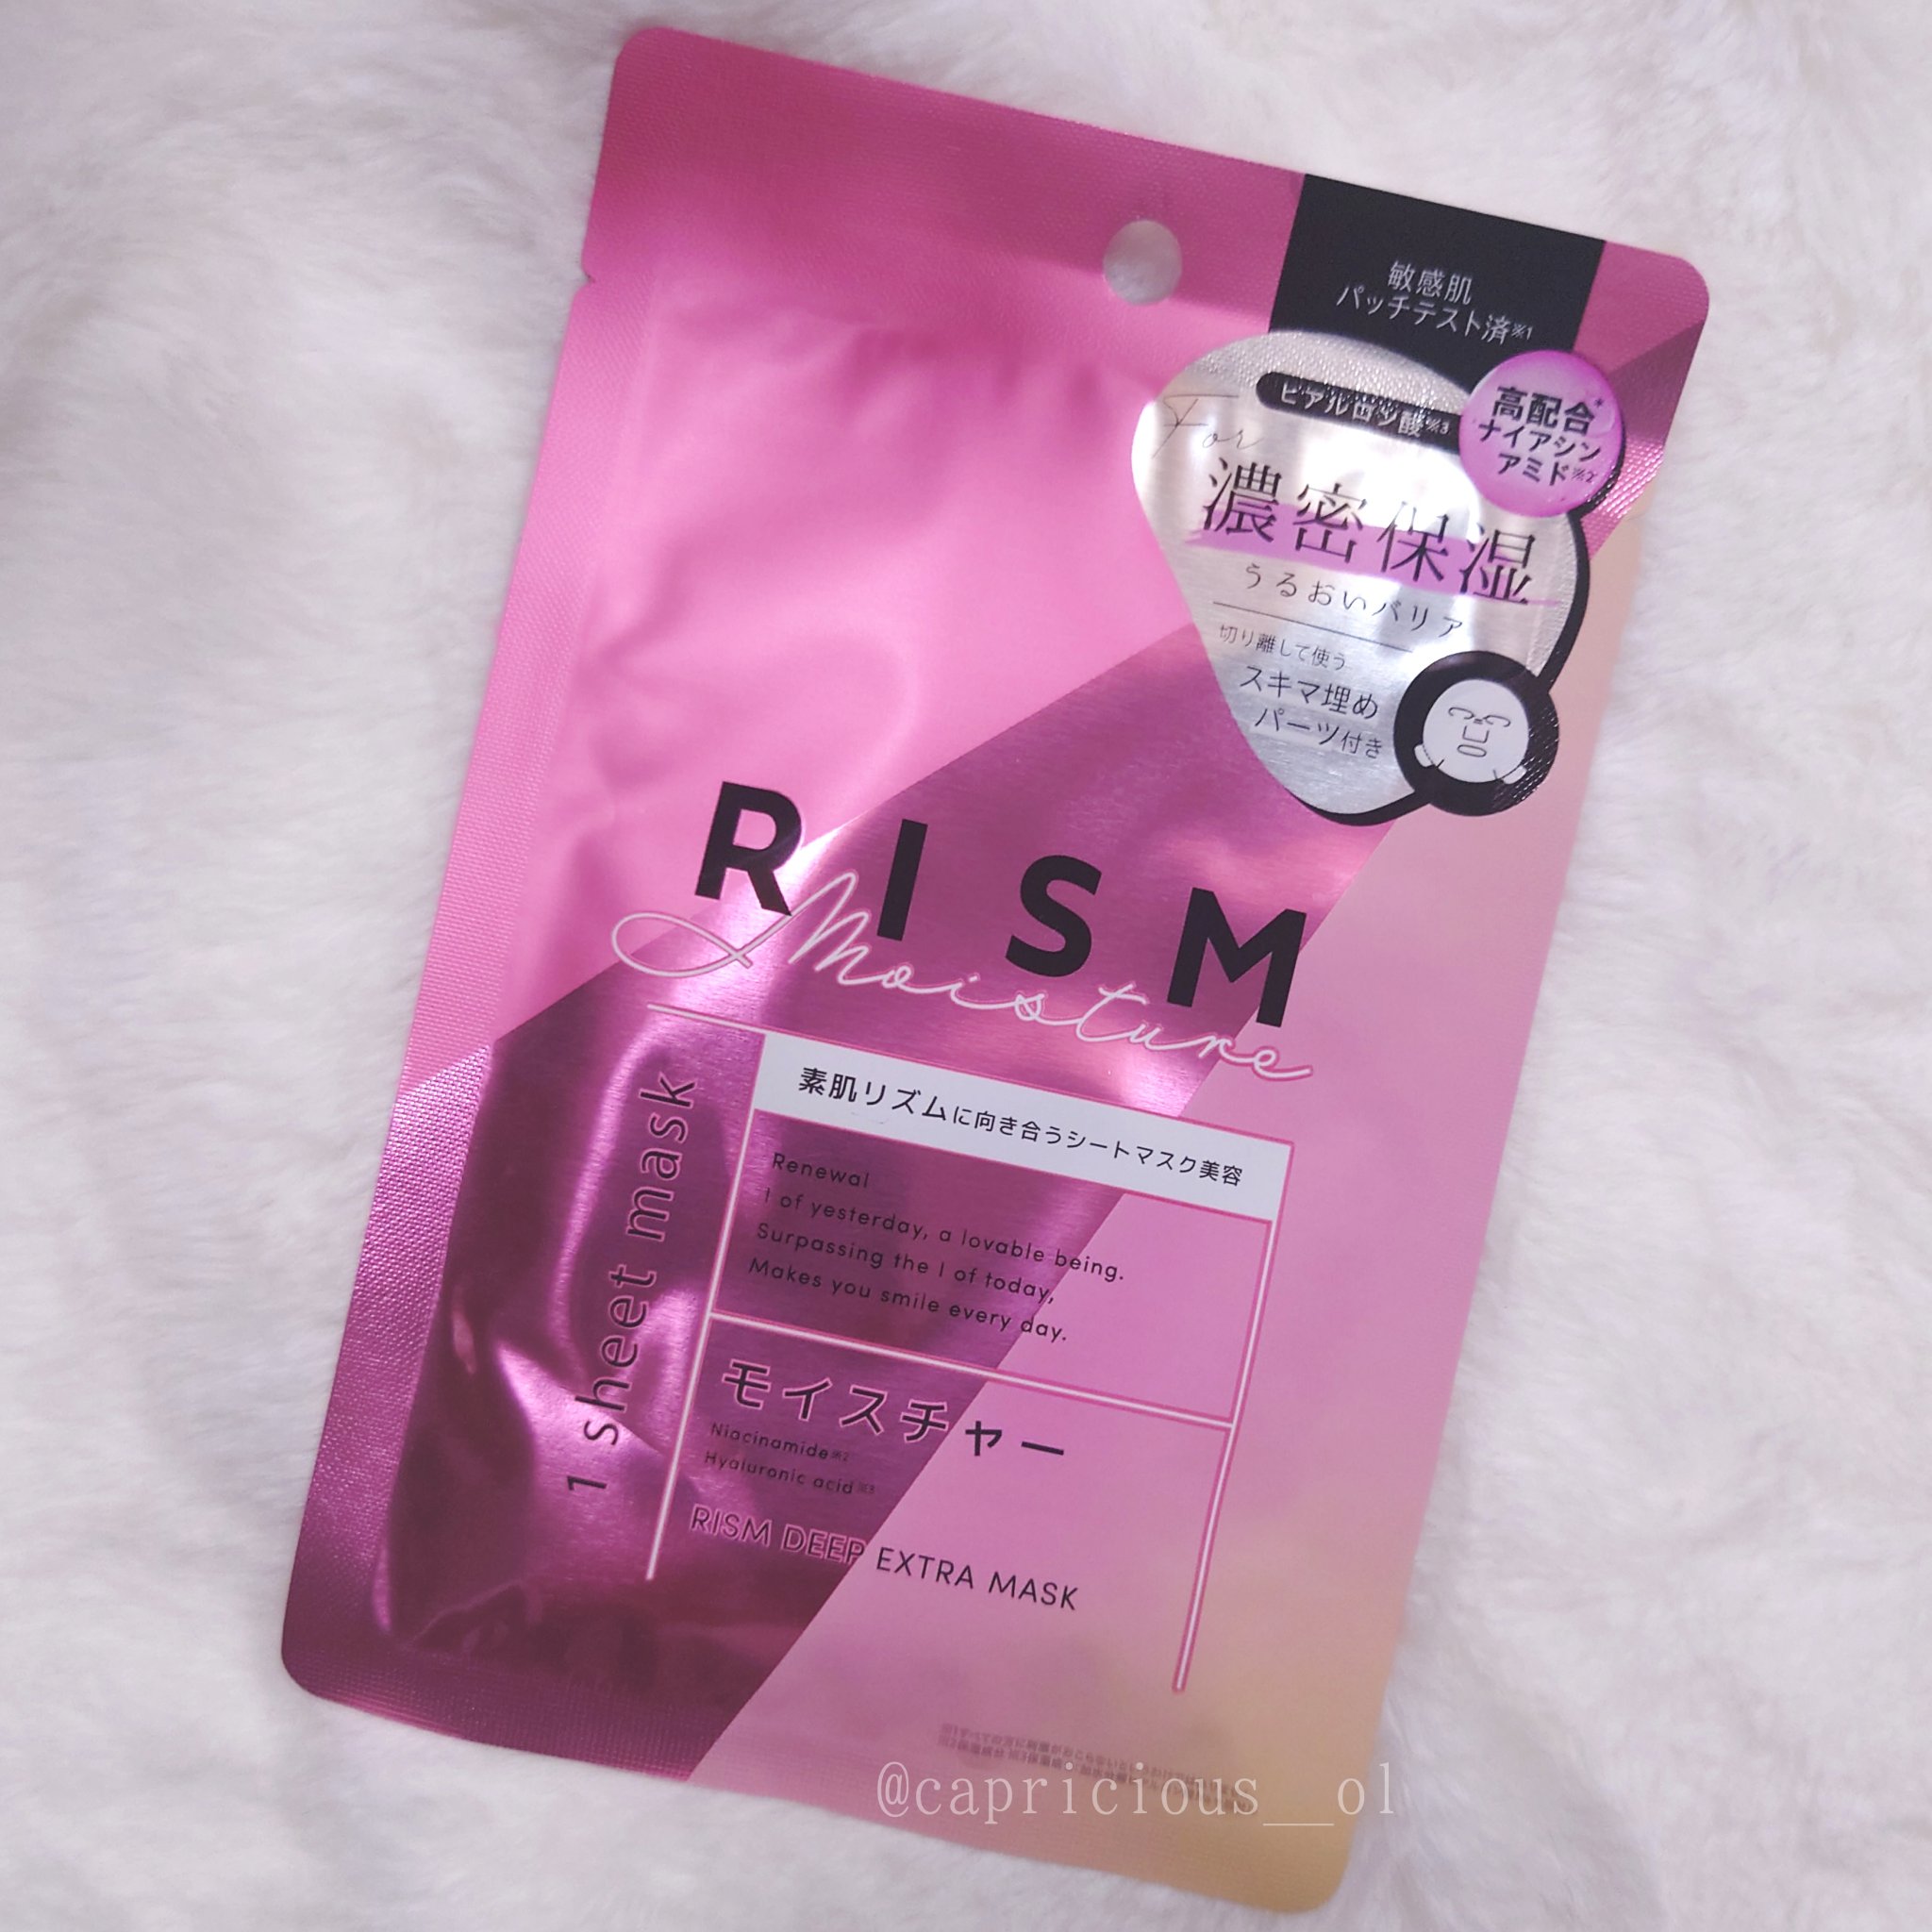 敏感肌
パッチテスト済※1
高配合*
ナイアシン
アミド※2
ヒアルロン酸※3
For
濃密保湿
うるおいバリア
切り離して使う
スキマ埋め
パーツ付き
RISM
Moisture
素肌リズムに向き合うシートマスク美容
Renewal
I of yesterday, a lovable being.
Surpassing the I of today,
Makes you smile every day.
1 sheet mask
モイスチャー
Niacinamide※2
Hyaluronic acid※3
RISM DEEP EXTRA MASK
@capricious__ol